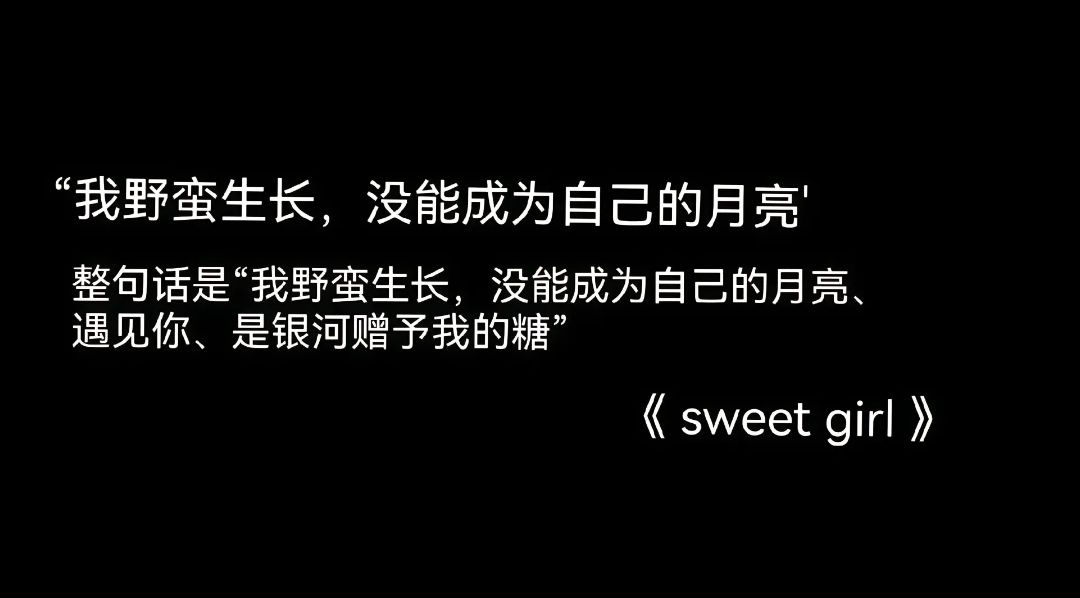 “我野蛮生长，没能成为自己的月亮'
整句话是“我野蛮生长，没能成为自己的月亮、
遇见你、是银河赠予我的糖”
《 sweet girl 》